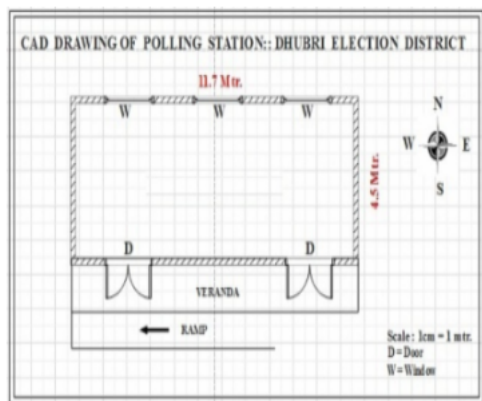 CAD DRAWING OF POLLING STATION:: DHUBRI ELECTION DISTRICT
11.7 Mtr.
W W W
N
W E
S
4.5 Mtr.
D D
VERANDA
RAMP
Scale : 1cm = 1 mtr.
D = Door
W = Window